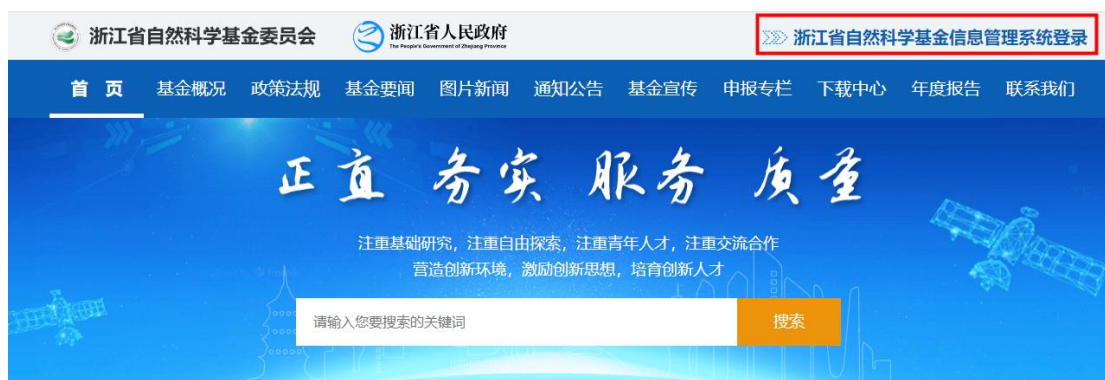 浙江省自然科学基金委员会
浙江省人民政府
The People's Government of Zhejiang Province
浙江省自然科学基金信息管理系统登录
首 页 基金概况 政策法规 基金要闻 图片新闻 通知公告 基金宣传 申报专栏 下载中心 年度报告 联系我们
正直 务实 服务 质量
注重基础研究，注重自由探索，注重青年人才，注重交流合作
营造创新环境，激励创新思想，培育创新人才
请输入您要搜索的关键词
搜索